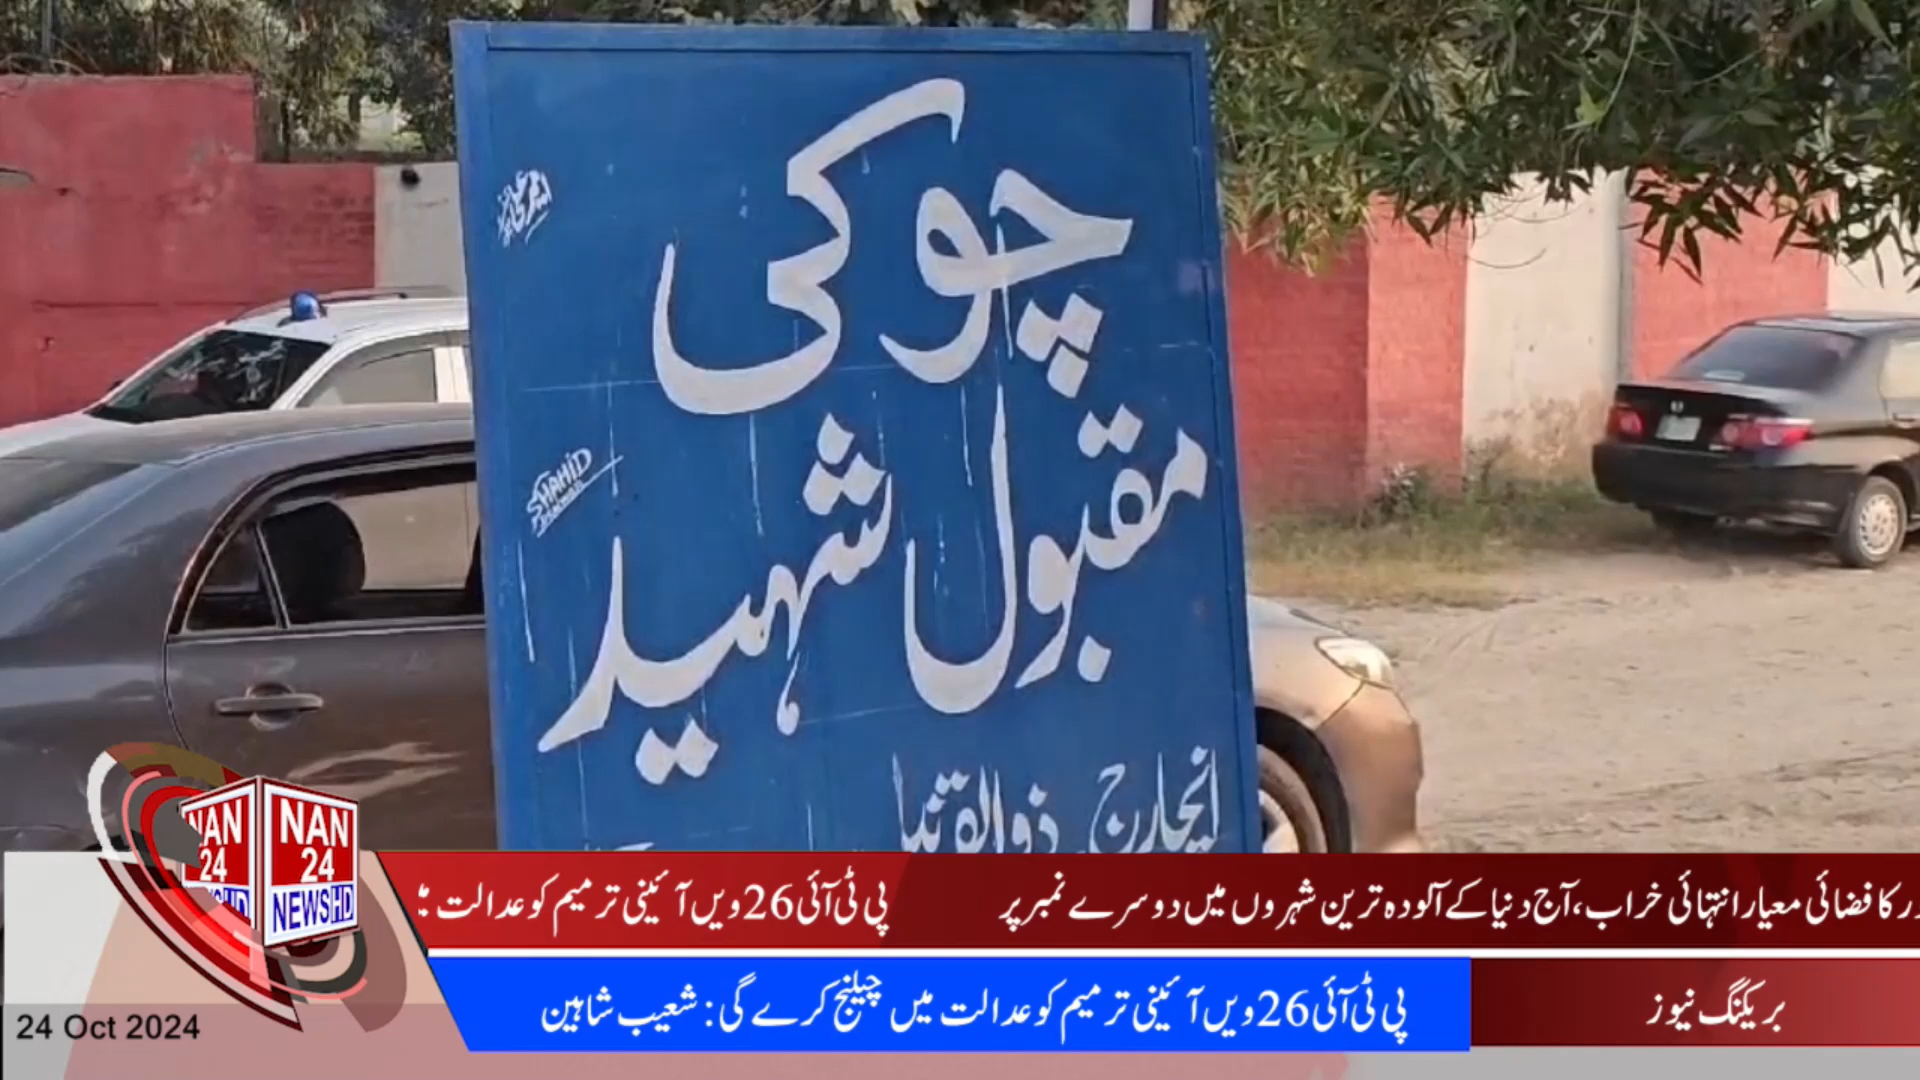 چوکی
مقبول شہید
انچارج ذوالفقار
SHAHID
NAN
24
NEWS HD
NAN
24
NEWSHD
ر کا فضائی معیار انتہائی خراب، آج دنیا کے آلودہ ترین شہروں میں دوسرے نمبر پر
پی ٹی آئی 26 ویں آئینی ترمیم کو عدالت
بریکنگ نیوز
پی ٹی آئی 26 ویں آئینی ترمیم کو عدالت میں چیلنج کرے گی : شعیب شاہین
24 Oct 2024